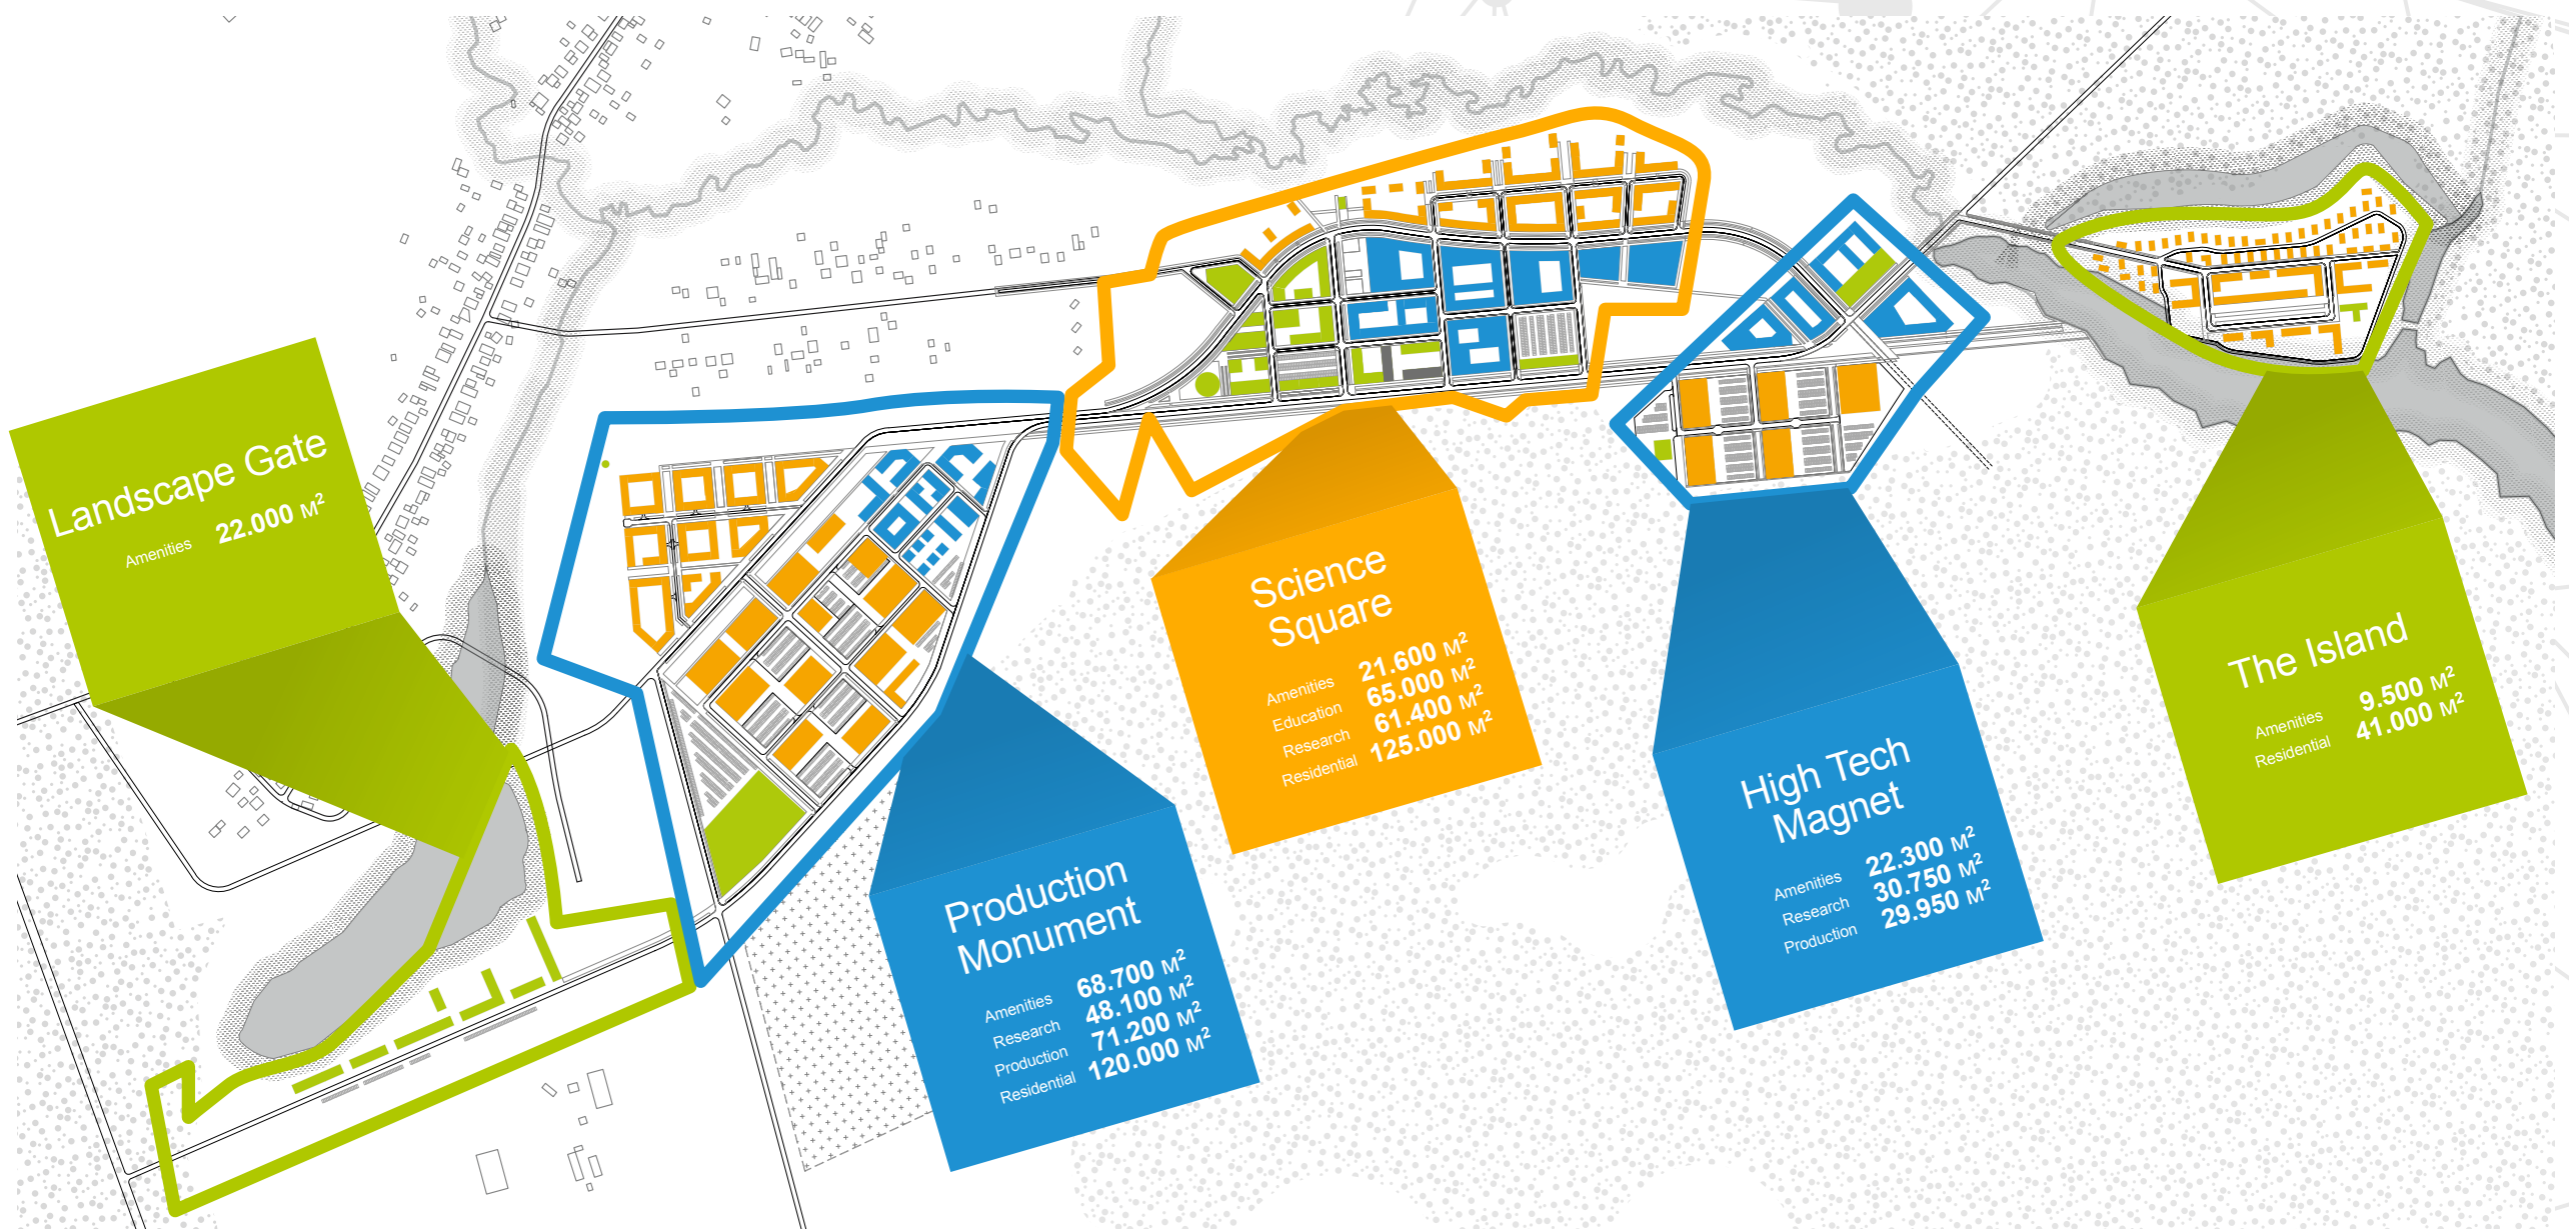 Landscape Gate
Amenities 22.000 M²
Production
Monument
Amenities 68.700 M²
Research 48.100 M²
Production 71.200 M²
Residential 120.000 M²
Science
Square
Amenities 21.600 M²
Education 65.000 M²
Research 61.400 M²
Residential 125.000 M²
High Tech
Magnet
Amenities 22.300 M²
Research 30.750 M²
Production 29.950 M²
The Island
Amenities 9.500 M²
Residential 41.000 M²